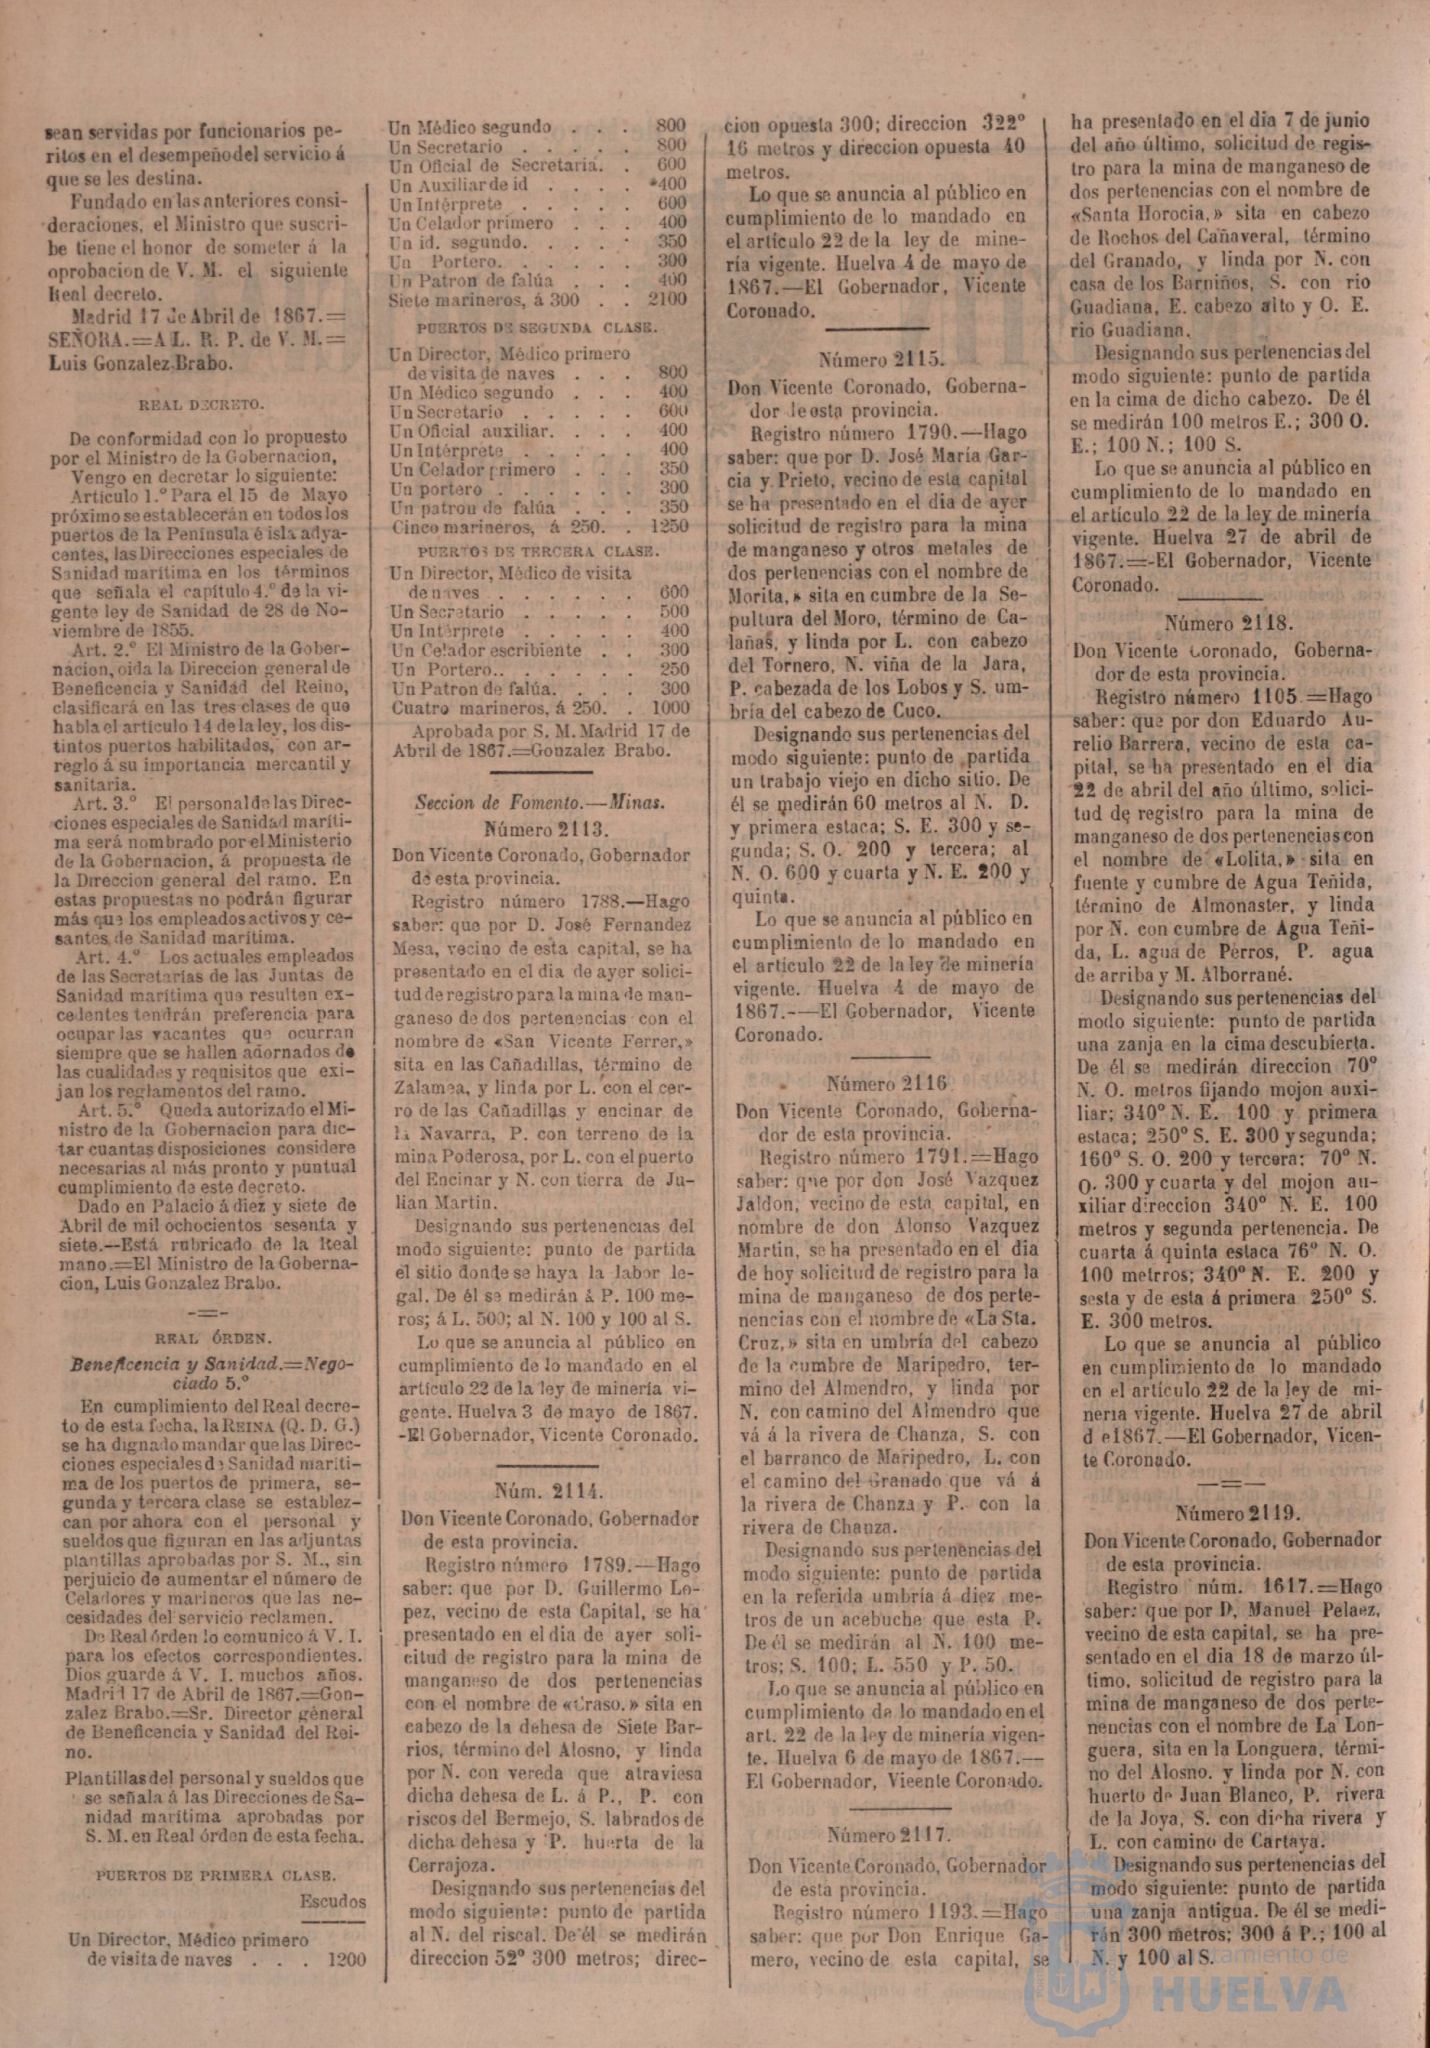 sean servidas por funcionarios pe-
ritos en el desempeño del servicio á
que se les destina.
Fundado en las anteriores consi-
deraciones, el Ministro que suscri-
be tiene el honor de someter á la
oprobacion de V. M. el siguiente
Real decreto.
Madrid 17 de Abril de 1867.=
SEÑORA.=A L. R. P. de V. M.=
Luis Gonzalez Brabo.
REAL DECRETO.
De conformidad con lo propuesto
por el Ministro de la Gobernacion,
Vengo en decretar lo siguiente:
Artículo 1.º Para el 15 de Mayo
próximo se establecerán en todos los
puertos de la Península é isla adya-
centes, las Direcciones especiales de
Sanidad marítima en los términos
que señala el capítulo 4.º de la vi-
gente ley de Sanidad de 28 de No-
viembre de 1855.
Art. 2.º El Ministro de la Gober-
nacion, oida la Direccion general de
Beneficencia y Sanidad del Reino,
clasificará en las tres clases de que
habla el artículo 14 de la ley, los dis-
tintos puertos habilitados, con ar-
reglo á su importancia mercantil y
sanitaria.
Art. 3.º El personal de las Direc-
ciones especiales de Sanidad maríti-
ma será nombrado por el Ministerio
de la Gobernacion, á propuesta de
la Direccion general del ramo. En
estas propuestas no podrán figurar
más que los empleados activos y ce-
santes de Sanidad marítima.
Art. 4.º Los actuales empleados
de las Secretarías de las Juntas de
Sanidad marítima que resulten ex-
cedentes tendrán preferencia para
ocupar las vacantes que ocurran
siempre que se hallen adornados de
las cualidades y requisitos que exi-
jan los reglamentos del ramo.
Art. 5.º Queda autorizado el Mi-
nistro de la Gobernacion para dic-
tar cuantas disposiciones considere
necesarias al más pronto y puntual
cumplimiento de este decreto.
Dado en Palacio á diez y siete de
Abril de mil ochocientos sesenta y
siete.--Está rubricado de la Real
mano.=El Ministro de la Goberna-
cion, Luis Gonzalez Brabo.
REAL ÓRDEN.
Beneficencia y Sanidad.=Nego-
ciado 5.º
En cumplimiento del Real decre-
to de esta fecha, la REINA (Q. D. G.)
se ha dignado mandar que las Direc-
ciones especiales de Sanidad maríti-
ma de los puertos de primera, se-
gunda y tercera clase se establez-
can por ahora con el personal y
sueldos que figuran en las adjuntas
plantillas aprobadas por S. M., sin
perjuicio de aumentar el número de
Celadores y marineros que las ne-
cesidades del servicio reclamen.
De Real órden lo comunico á V. I.
para los efectos correspondientes.
Dios guarde á V. I. muchos años.
Madrid 17 de Abril de 1867.=Gon-
zalez Brabo.=Sr. Director géneral
de Beneficencia y Sanidad del Rei-
no.
Plantillas del personal y sueldos que
se señala á las Direcciones de Sa-
nidad marítima aprobadas por
S. M. en Real órden de esta fecha.
PUERTOS DE PRIMERA CLASE.
Escudos
Un Director, Médico primero
de visita de naves . . . 1200
Un Médico segundo . . . 800
Un Secretario . . . . . 800
Un Oficial de Secretaría. . 600
Un Auxiliar de id . . . . 400
Un Intérprete . . . . . 600
Un Celador primero . . . 400
Un id. segundo. . . . . 350
Un Portero. . . . . . 300
Un Patron de falúa . . . 400
Siete marineros, á 300 . . 2100
PUERTOS DE SEGUNDA CLASE.
Un Director, Médico primero
de visita de naves . . . 800
Un Médico segundo . . . 400
Un Secretario . . . . . 600
Un Oficial auxiliar. . . . 400
Un Intérprete . . . . . 400
Un Celador primero . . . 350
Un portero . . . . . . 300
Un patron de falúa . . . 350
Cinco marineros, á 250. . 1250
PUERTOS DE TERCERA CLASE.
Un Director, Médico de visita
de naves . . . . . . 600
Un Secretario . . . . . 500
Un Intérprete . . . . . 400
Un Celador escribiente . . 300
Un Portero.. . . . . . 250
Un Patron de falúa. . . . 300
Cuatro marineros, á 250. . 1000
Aprobada por S. M. Madrid 17 de
Abril de 1867.=Gonzalez Brabo.
Seccion de Fomento.—Minas.
Número 2113.
Don Vicente Coronado, Gobernador
de esta provincia.
Registro número 1788.—Hago
saber: que por D. José Fernandez
Mesa, vecino de esta capital, se ha
presentado en el dia de ayer solici-
tud de registro para la mina de man-
ganeso de dos pertenencias con el
nombre de «San Vicente Ferrer,»
sita en las Cañadillas, término de
Zalamea, y linda por L. con el cer-
ro de las Cañadillas y encinar de
la Navarra, P. con terreno de la
mina Poderosa, por L. con el puerto
del Encinar y N. con tierra de Ju-
lian Martin.
Designando sus pertenencias del
modo siguiente: punto de partida
el sitio donde se haya la labor le-
gal. De él se medirán á P. 100 me-
ros; á L. 500; al N. 100 y 100 al S.
Lo que se anuncia al público en
cumplimiento de lo mandado en el
artículo 22 de la ley de minería vi-
gente. Huelva 3 de mayo de 1867.
-El Gobernador, Vicente Coronado.
Núm. 2114.
Don Vicente Coronado, Gobernador
de esta provincia.
Registro número 1789.—Hago
saber: que por D. Guillermo Lo-
pez, vecino de esta Capital, se ha
presentado en el dia de ayer soli-
citud de registro para la mina de
manganeso de dos pertenencias
con el nombre de «Craso.» sita en
cabezo de la dehesa de Siete Bar-
rios, término del Alosno, y linda
por N. con vereda que atraviesa
dicha dehesa de L. á P., P. con
riscos del Bermejo, S. labrados de
dicha dehesa y P. huerta de la
Cerrajoza.
Designando sus pertenencias del
modo siguiente: punto de partida
al N. del riscal. De él se medirán
direccion 52º 300 metros; direc-
cion opuesta 300; direccion 322º
16 metros y direccion opuesta 40
metros.
Lo que se anuncia al público en
cumplimiento de lo mandado en
el artículo 22 de la ley de mine-
ría vigente. Huelva 4 de mayo de
1867.—El Gobernador, Vicente
Coronado.
Número 2115.
Don Vicente Coronado, Goberna-
dor de esta provincia.
Registro número 1790.—Hago
saber: que por D. José María Gar-
cia y Prieto, vecino de esta capital
se ha presentado en el dia de ayer
solicitud de registro para la mina
de manganeso y otros metales de
dos pertenencias con el nombre de
Morita,» sita en cumbre de la Se-
pultura del Moro, término de Ca-
lañas, y linda por L. con cabezo
del Tornero, N. viña de la Jara,
P. cabezada de los Lobos y S. um-
bría del cabezo de Cuco.
Designando sus pertenencias del
modo siguiente: punto de partida
un trabajo viejo en dicho sitio. De
él se medirán 60 metros al N. D.
y primera estaca; S. E. 300 y se-
gunda; S. O. 200 y tercera; al
N. O. 600 y cuarta y N. E. 200 y
quinta.
Lo que se anuncia al público en
cumplimiento de lo mandado en
el artículo 22 de la ley de minería
vigente. Huelva 4 de mayo de
1867.-—El Gobernador, Vicente
Coronado.
Número 2116.
Don Vicente Coronado, Goberna-
dor de esta provincia.
Registro número 1791.=Hago
saber: que por don José Vazquez
Jaldon, vecino de esta capital, en
nombre de don Alonso Vazquez
Martin, se ha presentado en el dia
de hoy solicitud de registro para la
mina de manganeso de dos perte-
nencias con el nombre de «La Sta.
Cruz,» sita en umbría del cabezo
de la cumbre de Maripedro, ter-
mino del Almendro, y linda por
N. con camino del Almendro que
vá á la rivera de Chanza, S. con
el barranco de Maripedro, L. con
el camino del Granado que vá á
la rivera de Chanza y P. con la
rivera de Chanza.
Designando sus pertenencias del
modo siguiente: punto de partida
en la referida umbría á diez me-
tros de un acebuche que esta P.
De él se medirán al N. 100 me-
tros; S. 100; L. 550 y P. 50.
Lo que se anuncia al público en
cumplimiento de lo mandado en el
art. 22 de la ley de minería vigen-
te. Huelva 6 de mayo de 1867.—
El Gobernador, Vicente Coronado.
Número 2117.
Don Vicente Coronado, Gobernador
de esta provincia.
Registro número 1193.=Hago
saber: que por Don Enrique Ga-
mero, vecino de esta capital, se
ha presentado en el dia 7 de junio
del año último, solicitud de regis-
tro para la mina de manganeso de
dos pertenencias con el nombre de
«Santa Horocia,» sita en cabezo
de Rochos del Cañaveral, término
del Granado, y linda por N. con
casa de los Barniños, S. con rio
Guadiana, E. cabezo alto y O. E.
rio Guadiana.
Designando sus pertenencias del
modo siguiente: punto de partida
en la cima de dicho cabezo. De él
se medirán 100 metros E.; 300 O.
E.; 100 N.; 100 S.
Lo que se anuncia al público en
cumplimiento de lo mandado en
el artículo 22 de la ley de minería
vigente. Huelva 27 de abril de
1867.=-El Gobernador, Vicente
Coronado.
Número 2118.
Don Vicente Coronado, Goberna-
dor de esta provincia.
Registro número 1105.=Hago
saber: que por don Eduardo Au-
relio Barrera, vecino de esta ca-
pital, se ha presentado en el dia
22 de abril del año último, solici-
tud de registro para la mina de
manganeso de dos pertenencias con
el nombre de «Lolita,» sita en
fuente y cumbre de Agua Teñida,
término de Almonaster, y linda
por N. con cumbre de Agua Teñi-
da, L. agua de Perros, P. agua
de arriba y M. Alborrané.
Designando sus pertenencias del
modo siguiente: punto de partida
una zanja en la cima descubierta.
De él se medirán direccion 70º
N. O. metros fijando mojon auxi-
liar; 340º N. E. 100 y primera
estaca; 250º S. E. 300 y segunda;
160º S. O. 200 y tercera; 70º N.
O. 300 y cuarta y del mojon au-
xiliar direccion 340º N. E. 100
metros y segunda pertenencia. De
cuarta á quinta estaca 76º N. O.
100 metrros; 340º N. E. 200 y
sesta y de esta á primera 250º S.
E. 300 metros.
Lo que se anuncia al público
en cumplimiento de lo mandado
en el artículo 22 de la ley de mi-
neria vigente. Huelva 27 de abril
d e1867.—El Gobernador, Vicen-
te Coronado.
Número 2119.
Don Vicente Coronado, Gobernador
de esta provincia.
Registro núm. 1617.=Hago
saber: que por D. Manuel Pelaez,
vecino de esta capital, se ha pre-
sentado en el dia 18 de marzo úl-
timo, solicitud de registro para la
mina de manganeso de dos perte-
nencias con el nombre de La Lon-
guera, sita en la Longuera, térmi-
no del Alosno. y linda por N. con
huerto de Juan Blanco, P. rivera
de la Joya, S. con dicha rivera y
L. con camino de Cartaya.
Designando sus pertenencias del
modo siguiente: punto de partida
una zanja antigua. De él se medi-
rán 300 metros; 300 á P.; 100 al
N. y 100 al S.
HUELVA